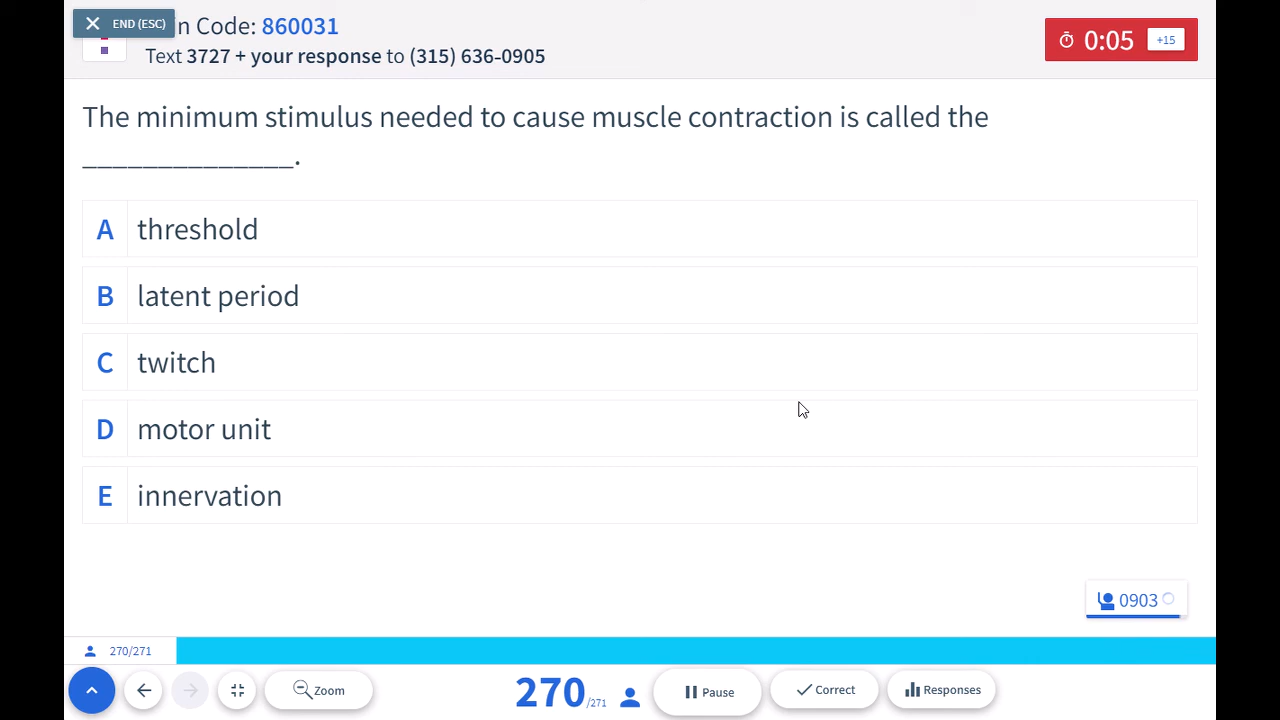 END (ESC)
n Code: 860031
Text 3727 + your response to (315) 636-0905
0:05
+15
The minimum stimulus needed to cause muscle contraction is called the
______________.
A threshold
B latent period
C twitch
D motor unit
E innervation
0903
270/271
Zoom
270/271
Pause
Correct
Responses